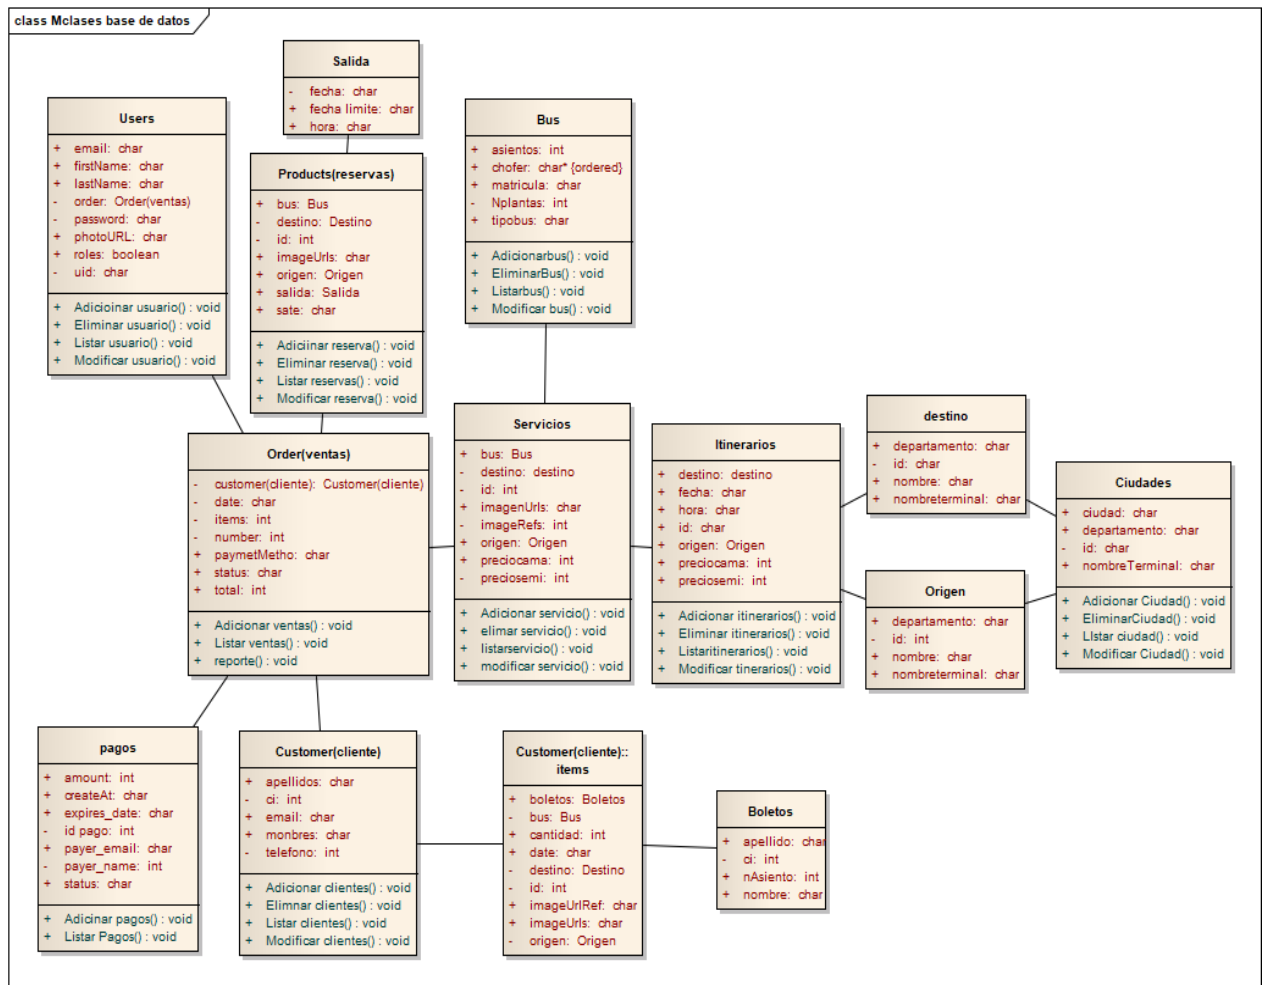 class Mclases base de datos
Salida
- fecha: char
+ fecha limite: char
+ hora: char
Users
+ email: char
+ firstName: char
+ lastName: char
- order: Order(ventas)
- password: char
+ photoURL: char
+ roles: boolean
- uid: char
+ Adicioinar usuario() : void
+ Eliminar usuario() : void
+ Listar usuario() : void
+ Modificar usuario() : void
Products(reservas)
+ bus: Bus
- destino: Destino
- id: int
+ imageUrls: char
+ origen: Origen
+ salida: Salida
+ sate: char
+ Adiciinar reserva() : void
+ Eliminar reserva() : void
+ Listar reservas() : void
+ Modificar reserva() : void
Bus
+ asientos: int
+ chofer: char* {ordered}
+ matricula: char
- Nplantas: int
+ tipobus: char
+ Adicionarbus() : void
+ EliminarBus() : void
+ Listarbus() : void
+ Modificar bus() : void
Order(ventas)
- customer(cliente): Customer(cliente)
- date: char
- items: int
- number: int
+ paymetMetho: char
+ status: char
+ total: int
+ Adicionar ventas() : void
+ Listar ventas() : void
+ reporte() : void
Servicios
+ bus: Bus
- destino: destino
- id: int
+ imagenUrls: char
- imageRefs: int
+ origen: Origen
+ preciocama: int
- preciosemi: int
+ Adicionar servicio() : void
+ elimar servicio() : void
+ listarservicio() : void
+ modificar servicio() : void
Itinerarios
+ destino: destino
+ fecha: char
+ hora: char
+ id: char
+ origen: Origen
+ preciocama: int
+ preciosemi: int
+ Adicionar itinerarios() : void
+ Eliminar itinerarios() : void
+ Listaritinerarios() : void
+ Modificar tinerarios() : void
destino
+ departamento: char
- id: char
+ nombre: char
+ nombreterminal: char
Origen
+ departamento: char
- id: int
+ nombre: char
+ nombreterminal: char
Ciudades
+ ciudad: char
+ departamento: char
- id: char
+ nombreTerminal: char
+ Adicionar Ciudad() : void
+ EliminarCiudad() : void
+ LIstar ciudad() : void
+ Modificar Ciudad() : void
pagos
+ amount: int
+ createAt: char
+ expires_date: char
- id pago: int
+ payer_email: char
- payer_name: int
+ status: char
+ Adicinar pagos() : void
+ Listar Pagos() : void
Customer(cliente)
+ apellidos: char
- ci: int
+ email: char
+ monbres: char
- telefono: int
+ Adicionar clientes() : void
+ Elimnar clientes() : void
+ Listar clientes() : void
+ Modificar clientes() : void
Customer(cliente)::
items
+ boletos: Boletos
- bus: Bus
+ cantidad: int
+ date: char
- destino: Destino
- id: int
+ imageUrlRef: char
+ imageUrls: char
- origen: Origen
Boletos
+ apellido: char
- ci: int
+ nAsiento: int
+ nombre: char